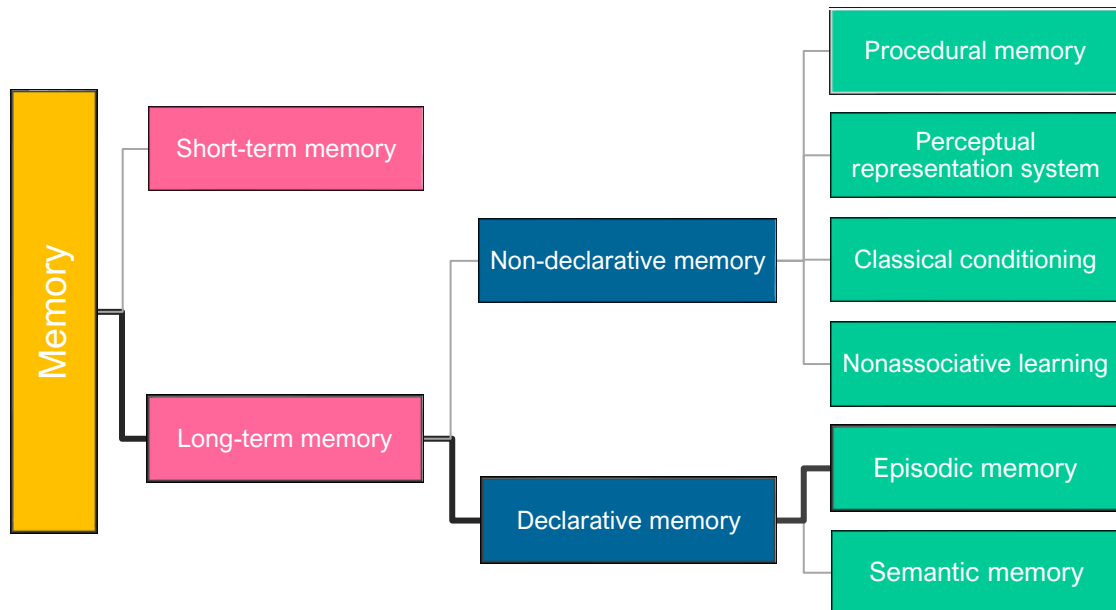 Memory
Short-term memory
Long-term memory
Non-declarative memory
Declarative memory
Procedural memory
Perceptual
representation system
Classical conditioning
Nonassociative learning
Episodic memory
Semantic memory